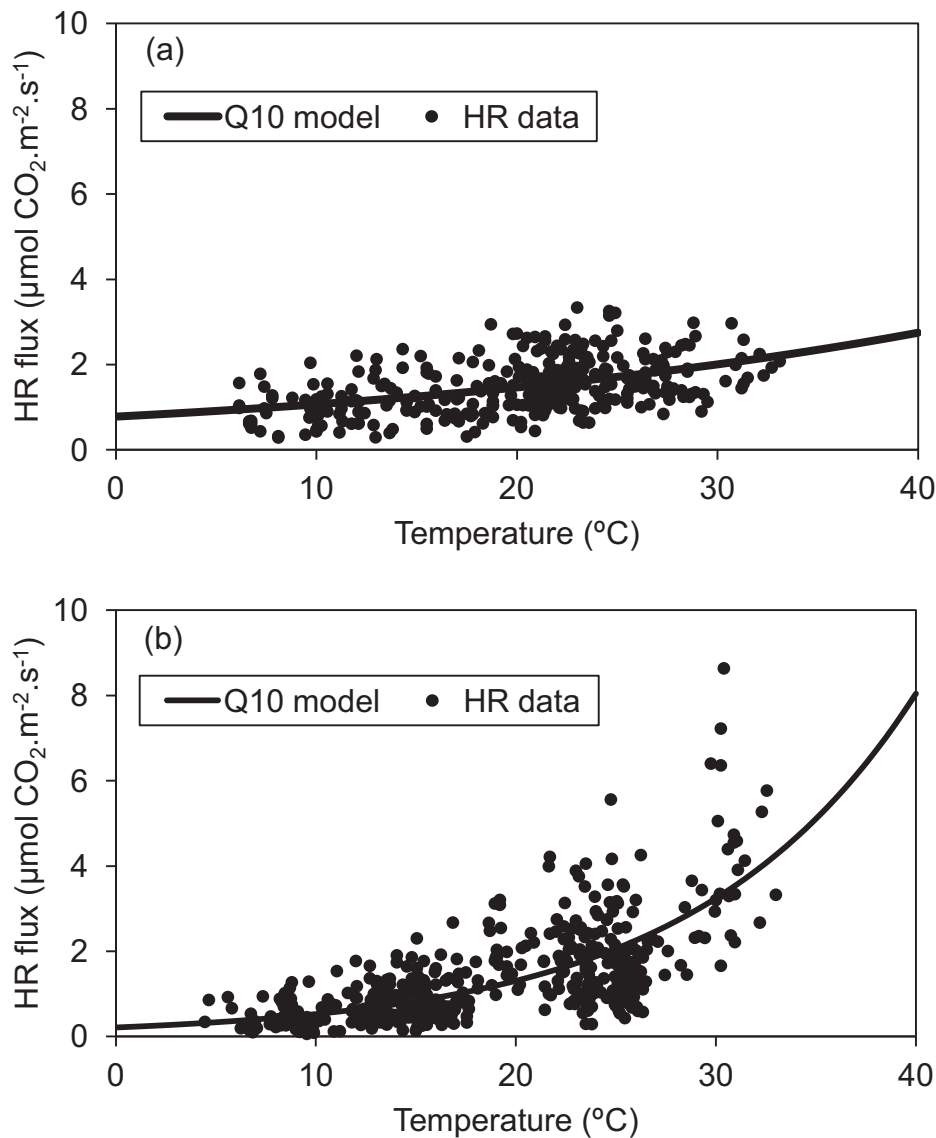 (a)
Q10 model HR data
HR flux (µmol CO₂.m⁻².s⁻¹)
10
8
6
4
2
0
0 10 20 30 40
Temperature (ºC)
(b)
Q10 model HR data
HR flux (µmol CO₂.m⁻².s⁻¹)
10
8
6
4
2
0
0 10 20 30 40
Temperature (ºC)